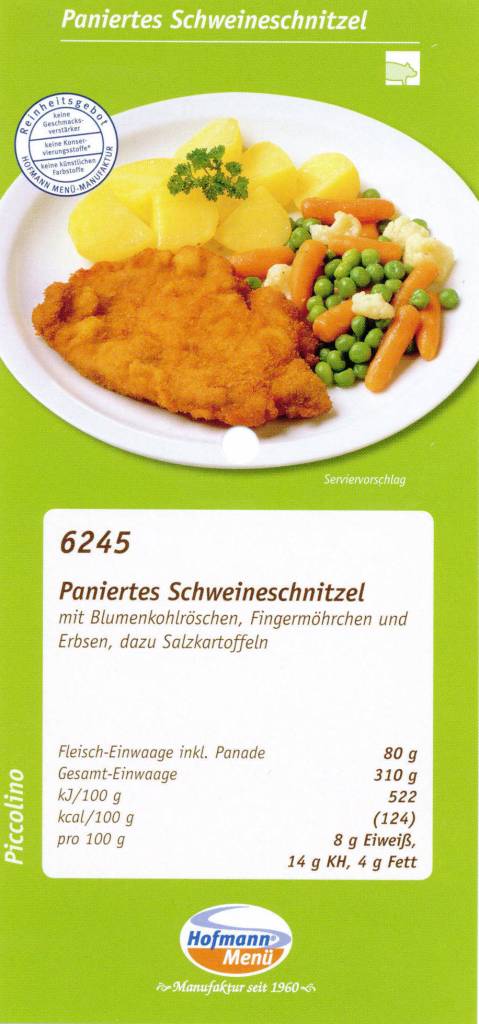 Paniertes Schweineschnitzel
Reinheitsgebot
keine
Geschmacks-
verstärker
keine Konser-
vierungsstoffe*
keine künstlichen
Farbstoffe
HOFMANN MENÜ-MANUFAKTUR
Serviervorschlag
6245
Paniertes Schweineschnitzel
mit Blumenkohlröschen, Fingermöhrchen und
Erbsen, dazu Salzkartoffeln
Fleisch-Einwaage inkl. Panade 80 g
Gesamt-Einwaage 310 g
kJ/100 g 522
kcal/100 g (124)
pro 100 g 8 g Eiweiß,
14 g KH, 4 g Fett
Piccolino
Hofmann®
Menü
Manufaktur seit 1960